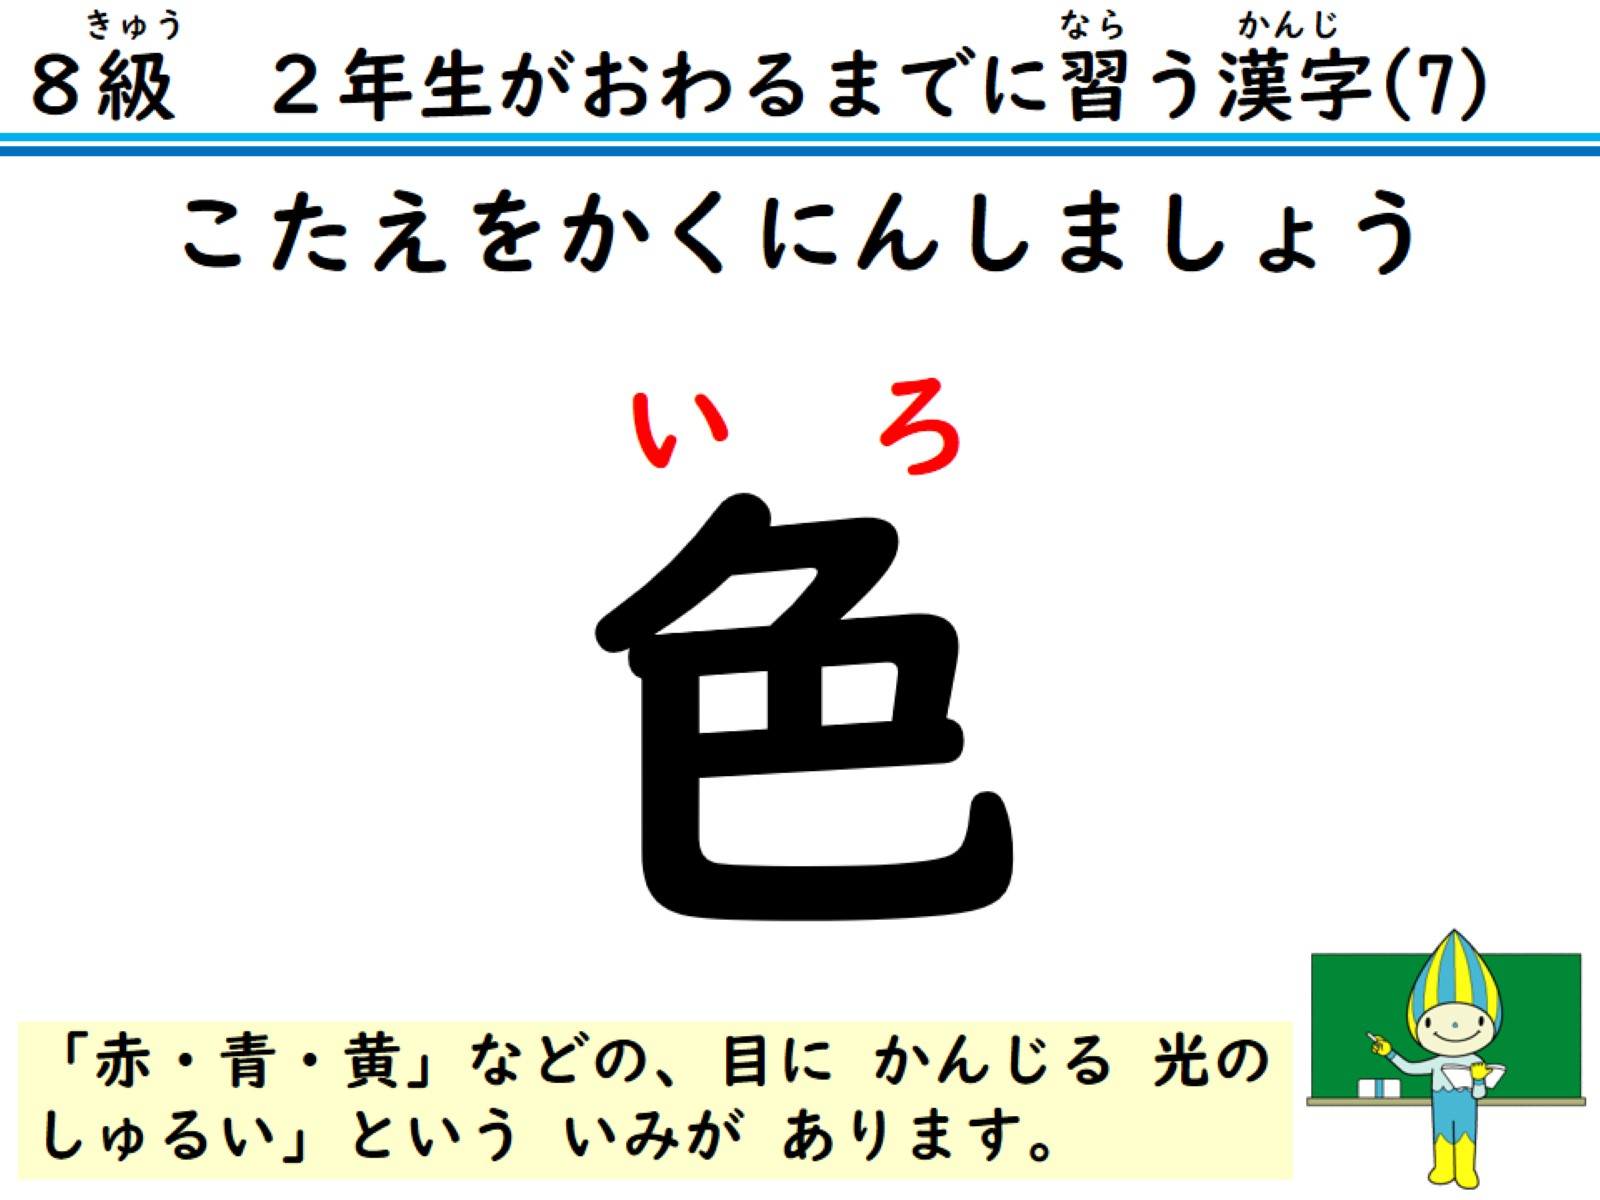 きゅう なら かんじ
8級 2年生がおわるまでに習う漢字(7)
こたえをかくにんしましょう
いろ
色
「赤・青・黄」などの、目に かんじる 光の
しゅるい」という いみが あります。